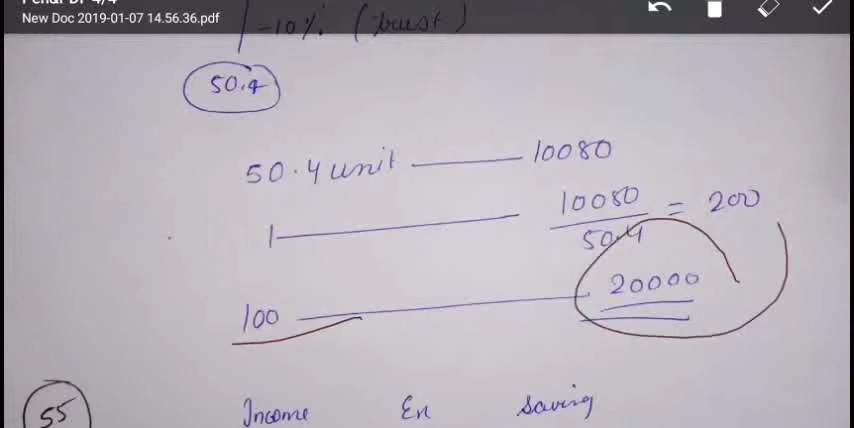 New Doc 2019-01-07 14.56.36.pdf
-10% (trust)
50.4
50.4 unit 10080
1 10080/50.4 = 200
100 20000
55 Income Ex Saving